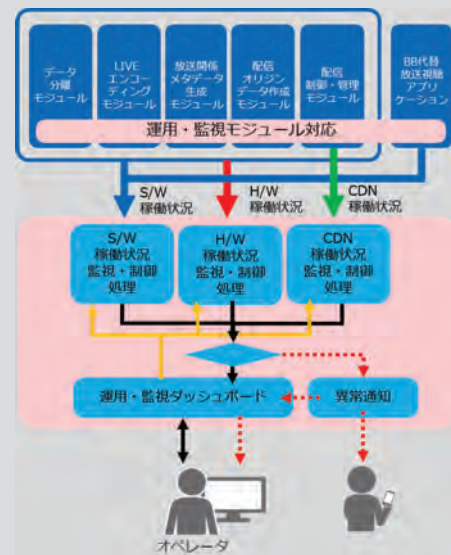 データ
分離
モジュール
LIVE
エンコー
ディング
モジュール
放送関係
メタデータ
生成
モジュール
配信
オリジン
データ作成
モジュール
配信
制御・管理
モジュール
BB代替
放送視聴
アプリ
ケーション
運用・監視モジュール対応
S/W
稼働状況
H/W
稼働状況
CDN
稼働状況
S/W
稼働状況
監視・制御
処理
H/W
稼働状況
監視・制御
処理
CDN
稼働状況
監視・制御
処理
運用・監視ダッシュボード
異常通知
オペレータ